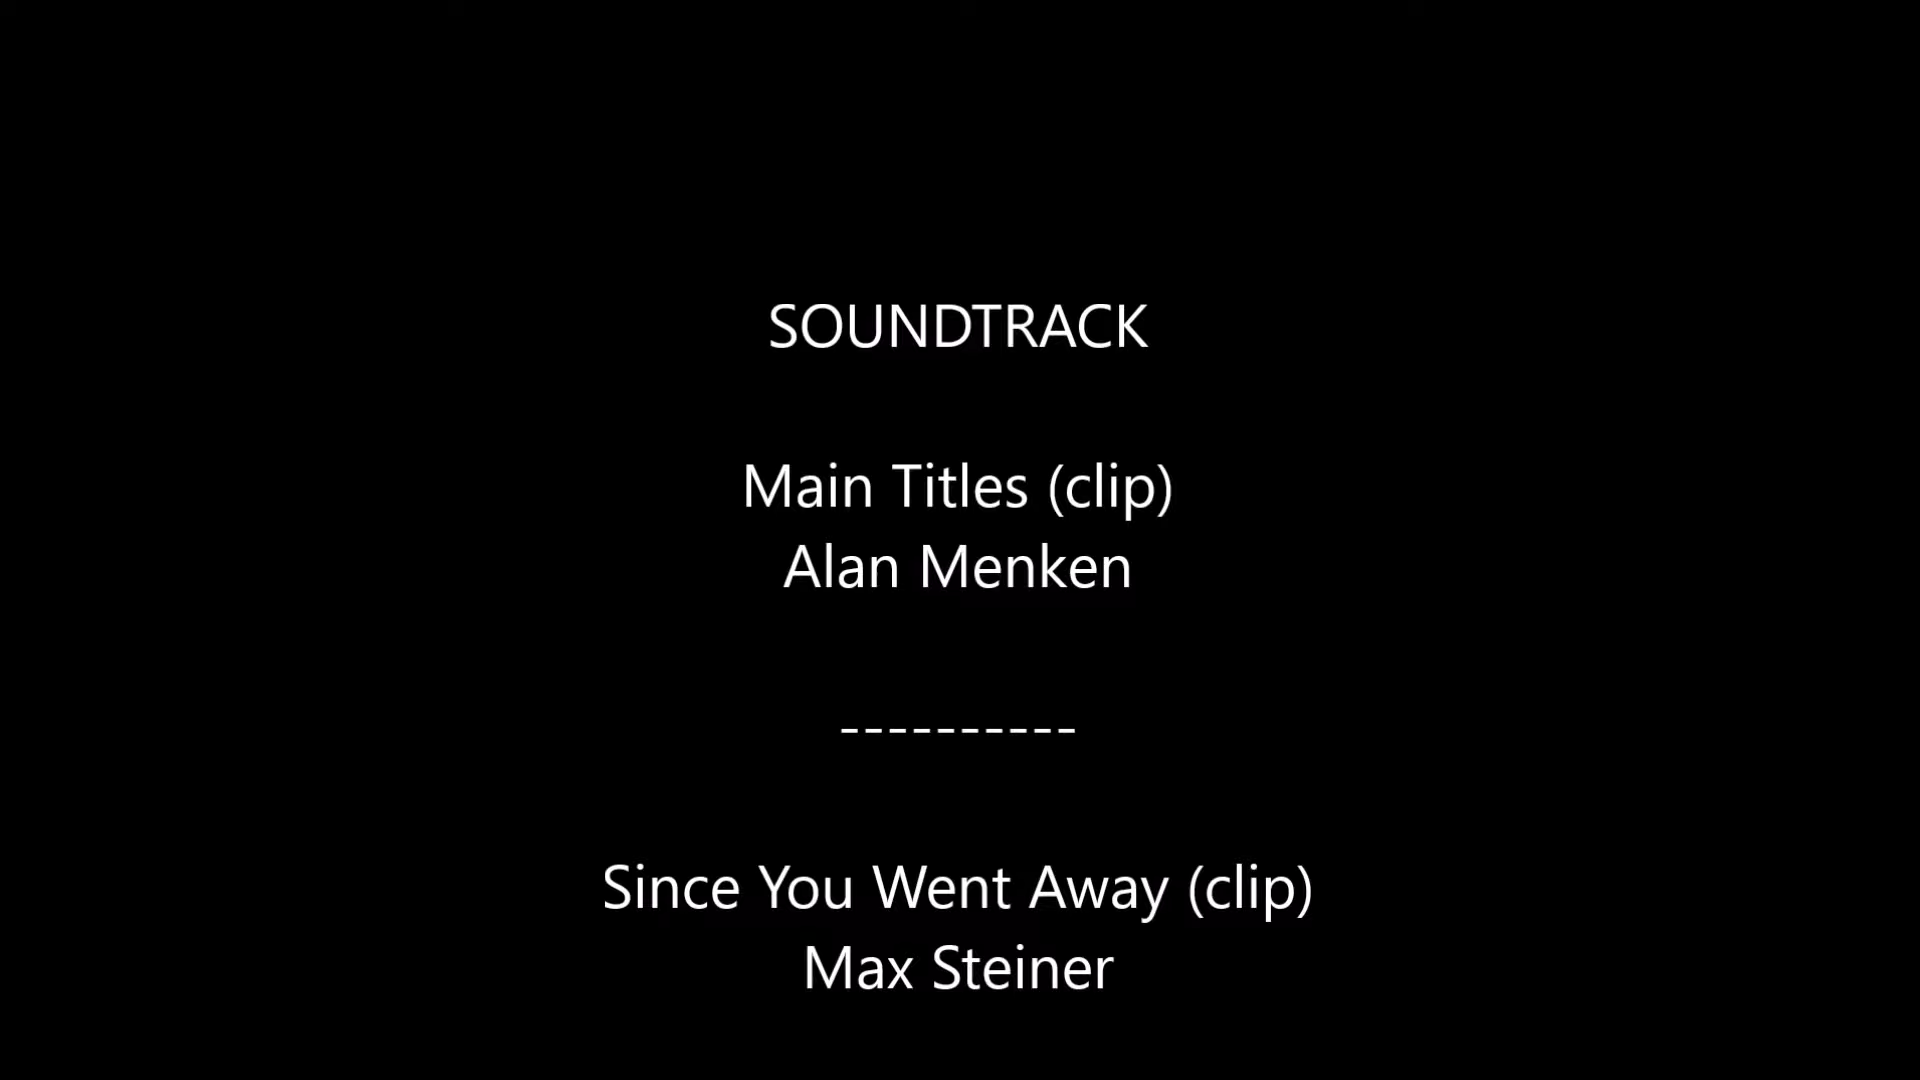 SOUNDTRACK
Main Titles (clip)
Alan Menken
----------
Since You Went Away (clip)
Max Steiner